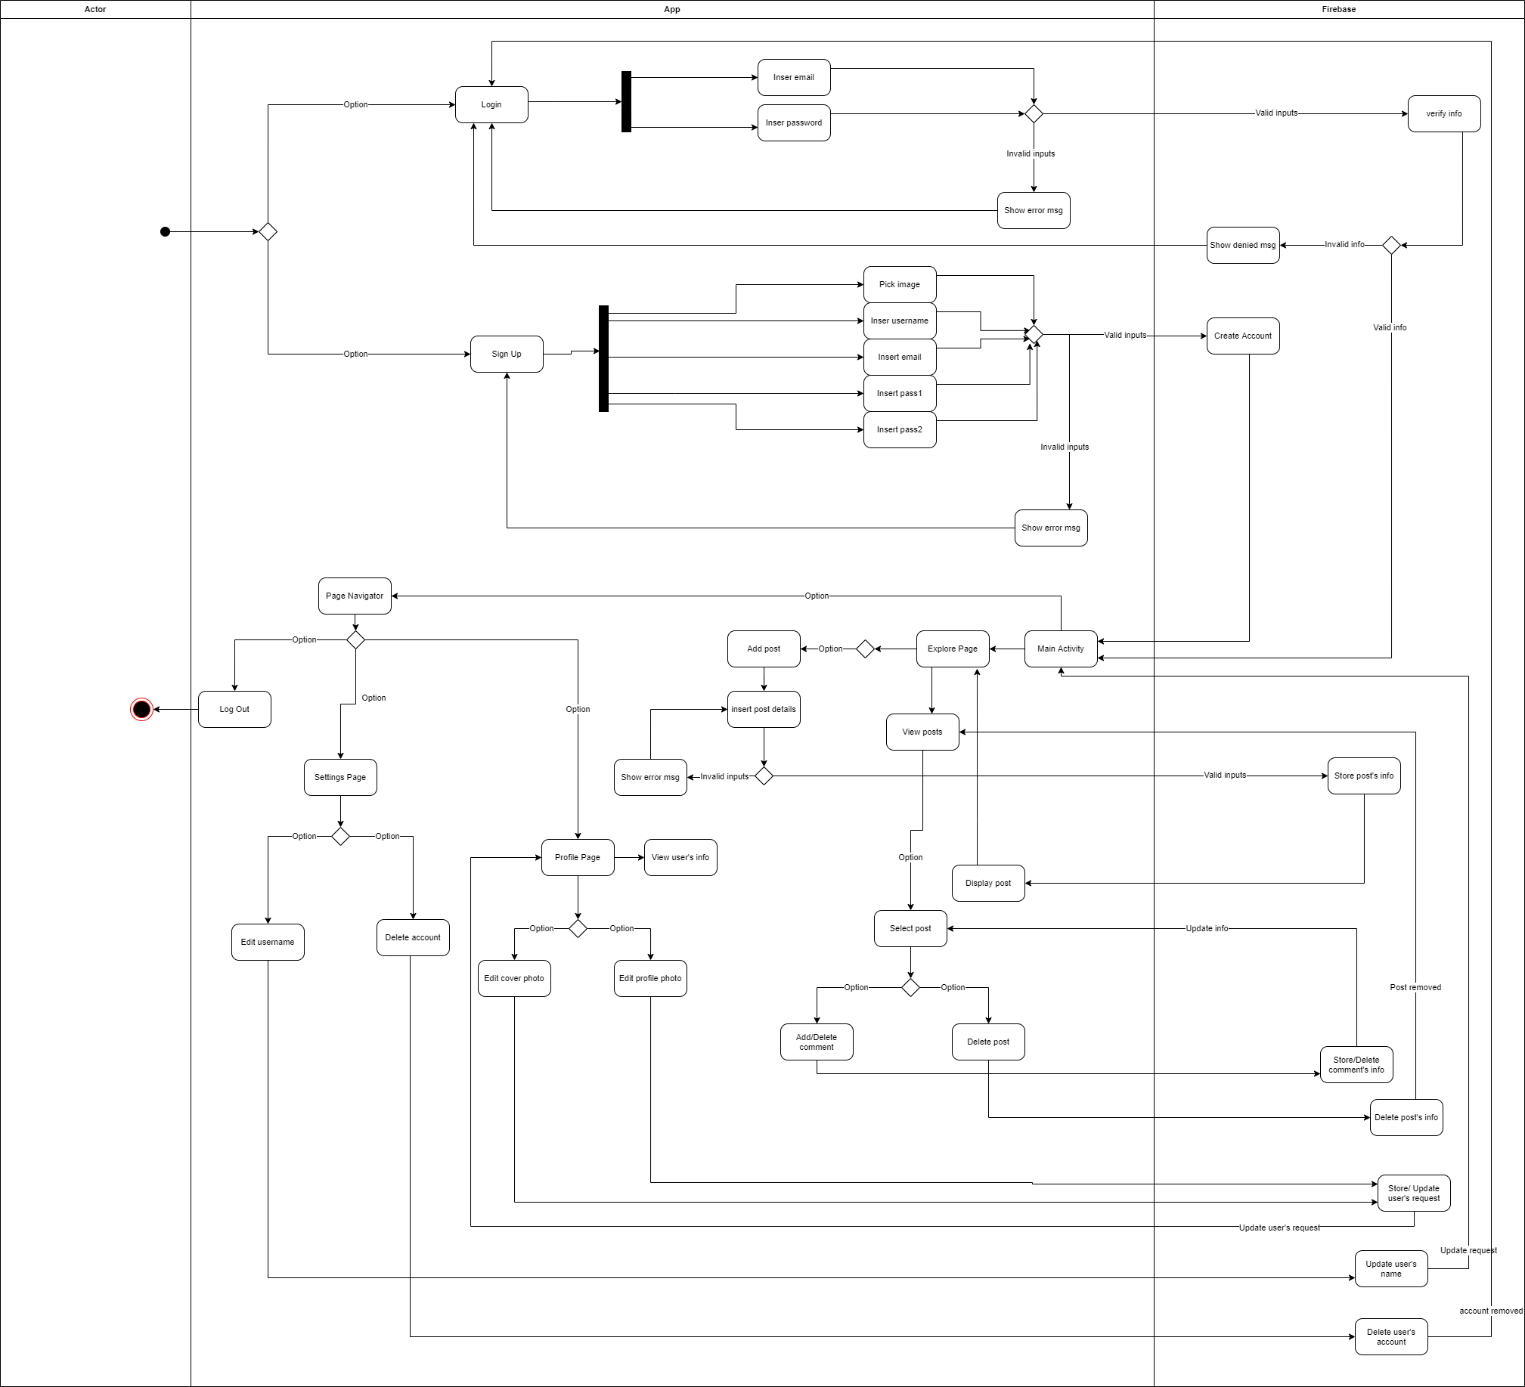 Actor
App
Firebase
Option
Login
Inser email
Inser password
Valid inputs
verify info
Invalid inputs
Show error msg
Show denied msg
Invalid info
Valid info
Option
Sign Up
Pick image
Inser username
Insert email
Insert pass1
Insert pass2
Valid inputs
Create Account
Invalid inputs
Show error msg
Page Navigator
Option
Option
Add post
Option
Explore Page
Main Activity
Log Out
Option
Option
insert post details
View posts
Settings Page
Show error msg
Invalid inputs
Valid inputs
Store post's info
Option
Option
Profile Page
View user's info
Option
Display post
Edit username
Delete account
Option
Option
Select post
Update info
Edit cover photo
Edit profile photo
Option
Option
Post removed
Add/Delete
comment
Delete post
Store/Delete
comment's info
Delete post's info
Store/ Update
user's request
Update user's request
Update request
Update user's
name
account removed
Delete user's
account